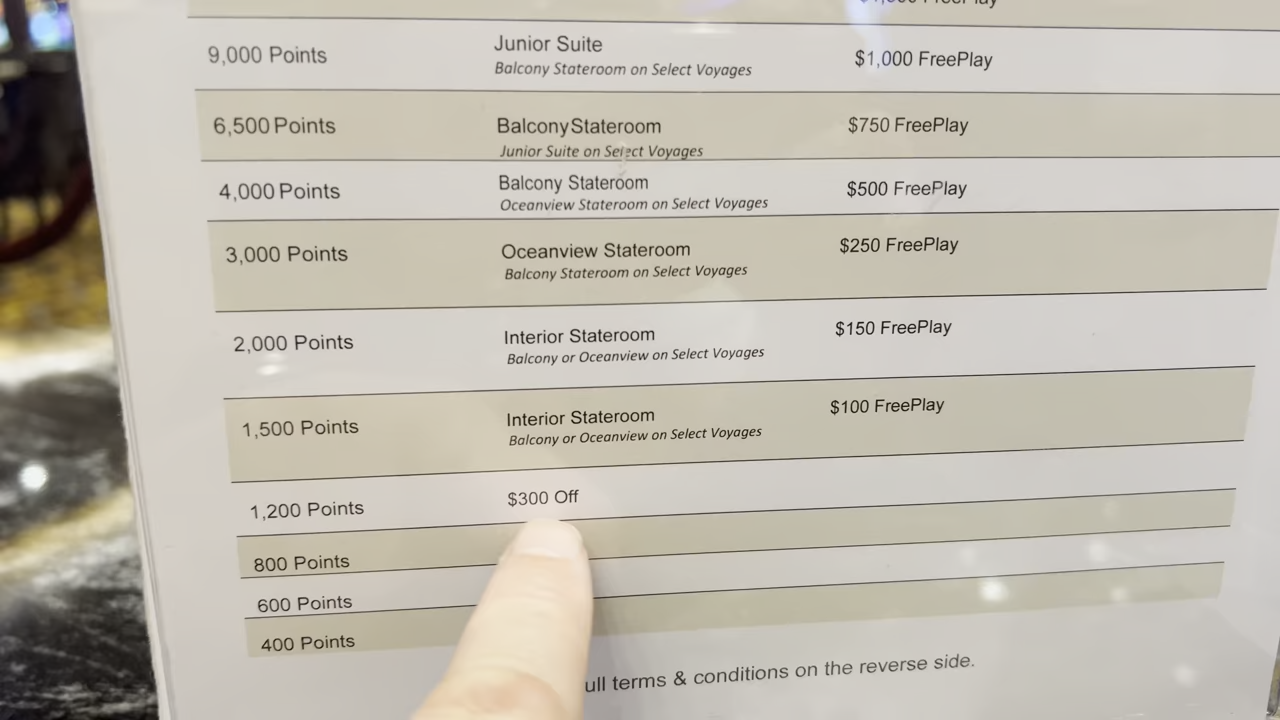 9,000 Points Junior Suite $1,000 FreePlay
Balcony Stateroom on Select Voyages
6,500 Points Balcony Stateroom $750 FreePlay
Junior Suite on Select Voyages
4,000 Points Balcony Stateroom $500 FreePlay
Oceanview Stateroom on Select Voyages
3,000 Points Oceanview Stateroom $250 FreePlay
Balcony Stateroom on Select Voyages
2,000 Points Interior Stateroom $150 FreePlay
Balcony or Oceanview on Select Voyages
1,500 Points Interior Stateroom $100 FreePlay
Balcony or Oceanview on Select Voyages
1,200 Points $300 Off
800 Points
600 Points
400 Points
terms & conditions on the reverse side.